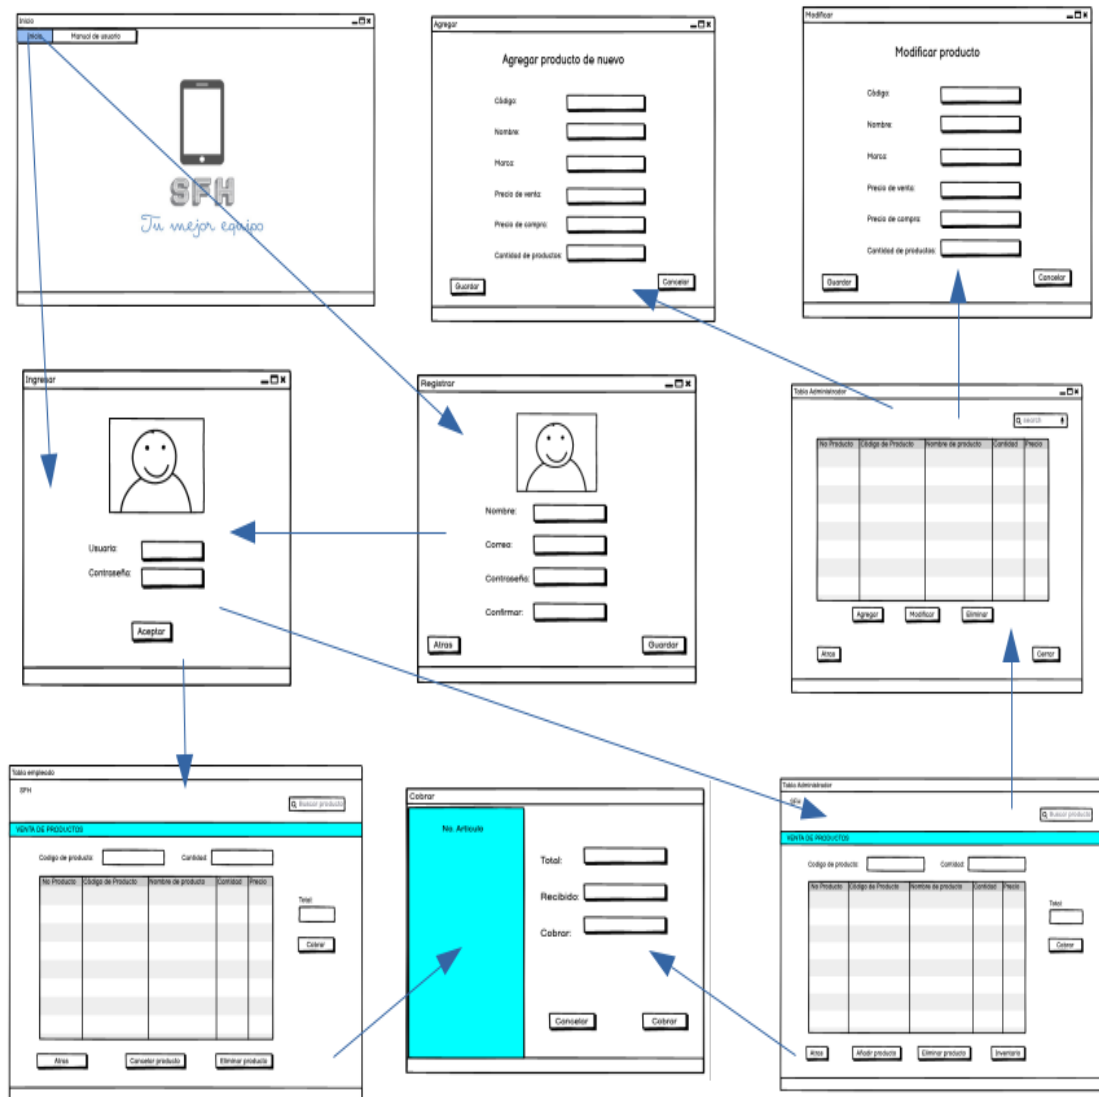 Inicio
Inicio Manual de usuario
SFH
Tu mejor equipo
Agregar
Agregar producto de nuevo
Código:
Nombre:
Marca:
Precio de venta:
Precio de compra:
Cantidad de productos:
Guardar Cancelar
Modificar
Modificar producto
Código:
Nombre:
Marca:
Precio de venta:
Precio de compra:
Cantidad de productos:
Guardar Cancelar
Ingresar
Usuario:
Contraseña:
Aceptar
Registrar
Nombre:
Correo:
Contraseña:
Confirmar:
Atras Guardar
Tabla Administrador
search
No Producto Código de Producto Nombre de producto Cantidad Precio
Agregar Modificar Eliminar
Atras Cerrar
Tabla empleado
SFH
Buscar producto
VENTA DE PRODUCTOS
Codigo de producto: Cantidad:
No Producto Código de Producto Nombre de producto Cantidad Precio
Total:
Cobrar
Atras Cancelar producto Eliminar producto
Cobrar
No. Articulo
Total:
Recibido:
Cobrar:
Cancelar Cobrar
Tabla Administrador
SFH
Buscar producto
VENTA DE PRODUCTOS
Codigo de producto: Cantidad:
No Producto Código de Producto Nombre de producto Cantidad Precio
Total:
Cobrar
Atras Añadir producto Eliminar producto Inventario